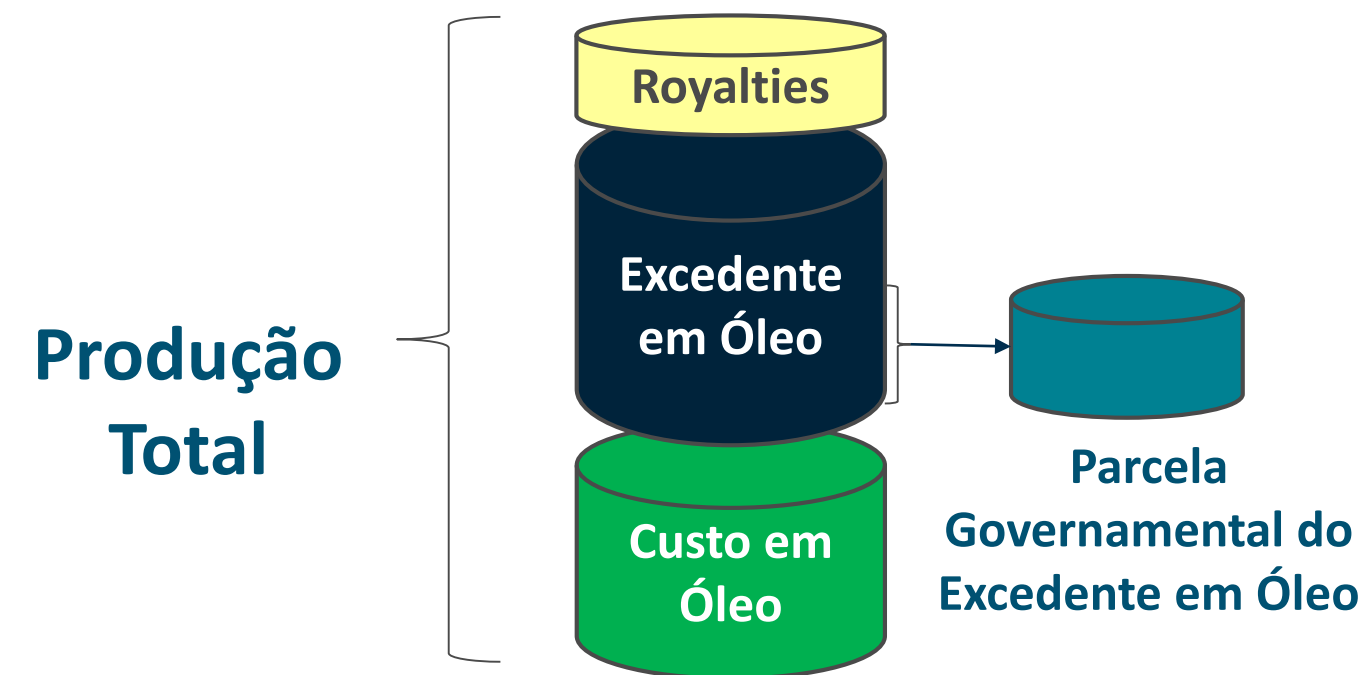 Produção
Total
Royalties
Excedente
em Óleo
Custo em
Óleo
Parcela
Governamental do
Excedente em Óleo